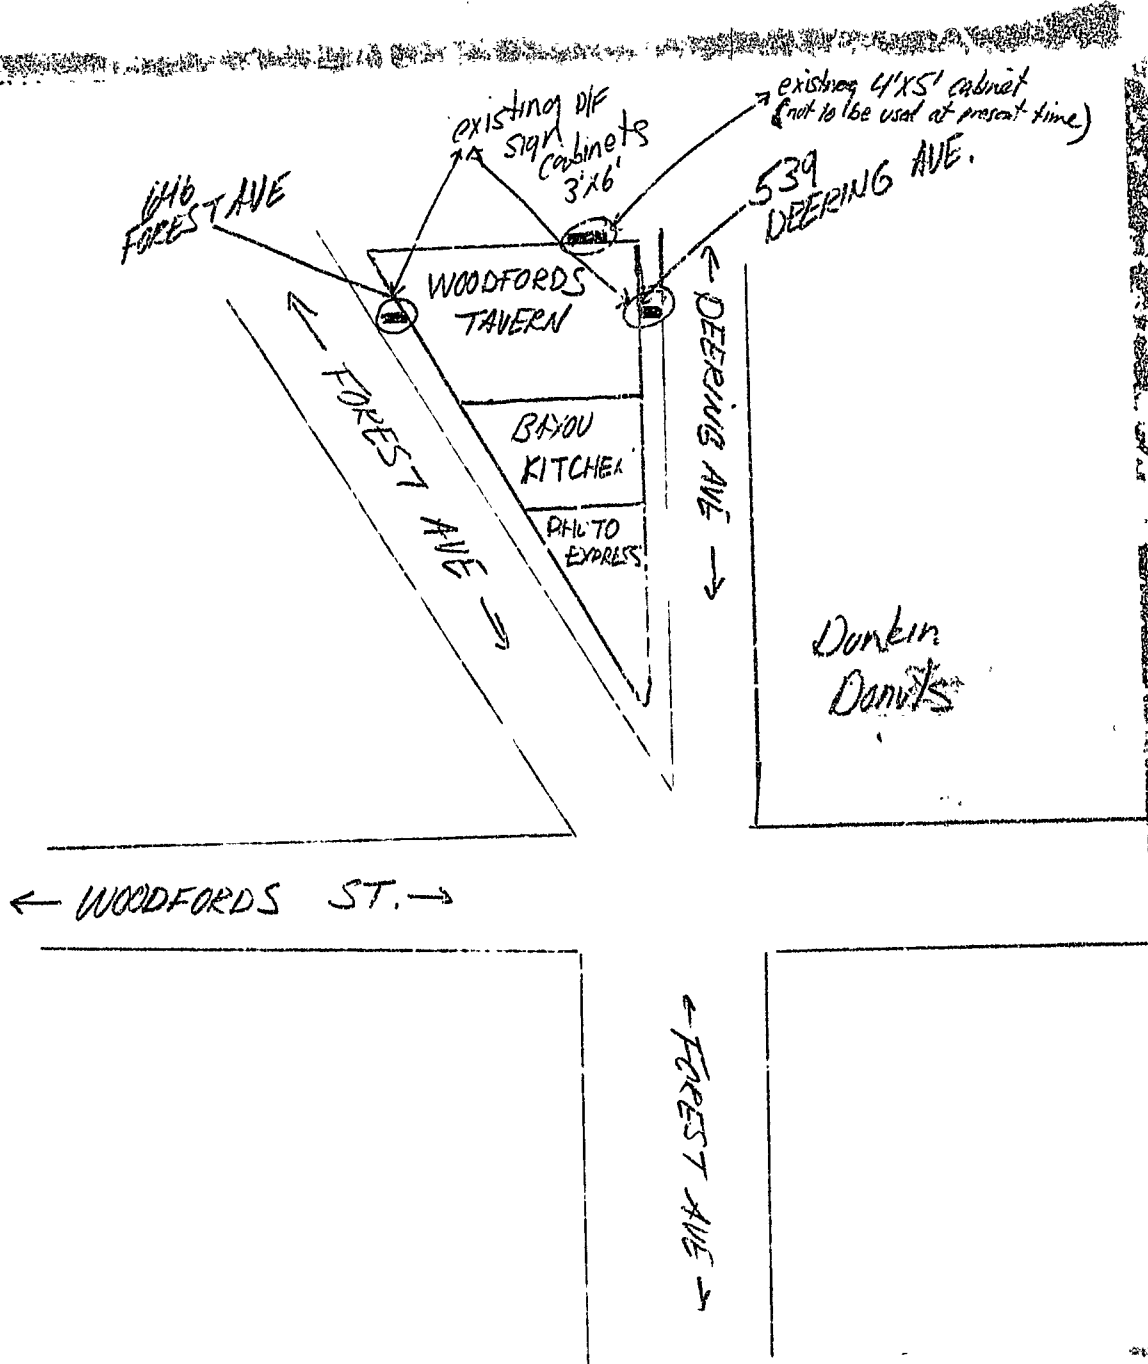 existing D/F
sign
cabinets
3'X6'
existing 4'X5' cabinet
(not to be used at present time)
539
DEERING AVE.
646
FOREST AVE
WOODFORDS
TAVERN
← DEERING AVE →
← FOREST AVE →
BAYOU
KITCHEN
PHOTO
EXPRESS
Dunkin
Donuts
← WOODFORDS ST. →
← FOREST AVE →